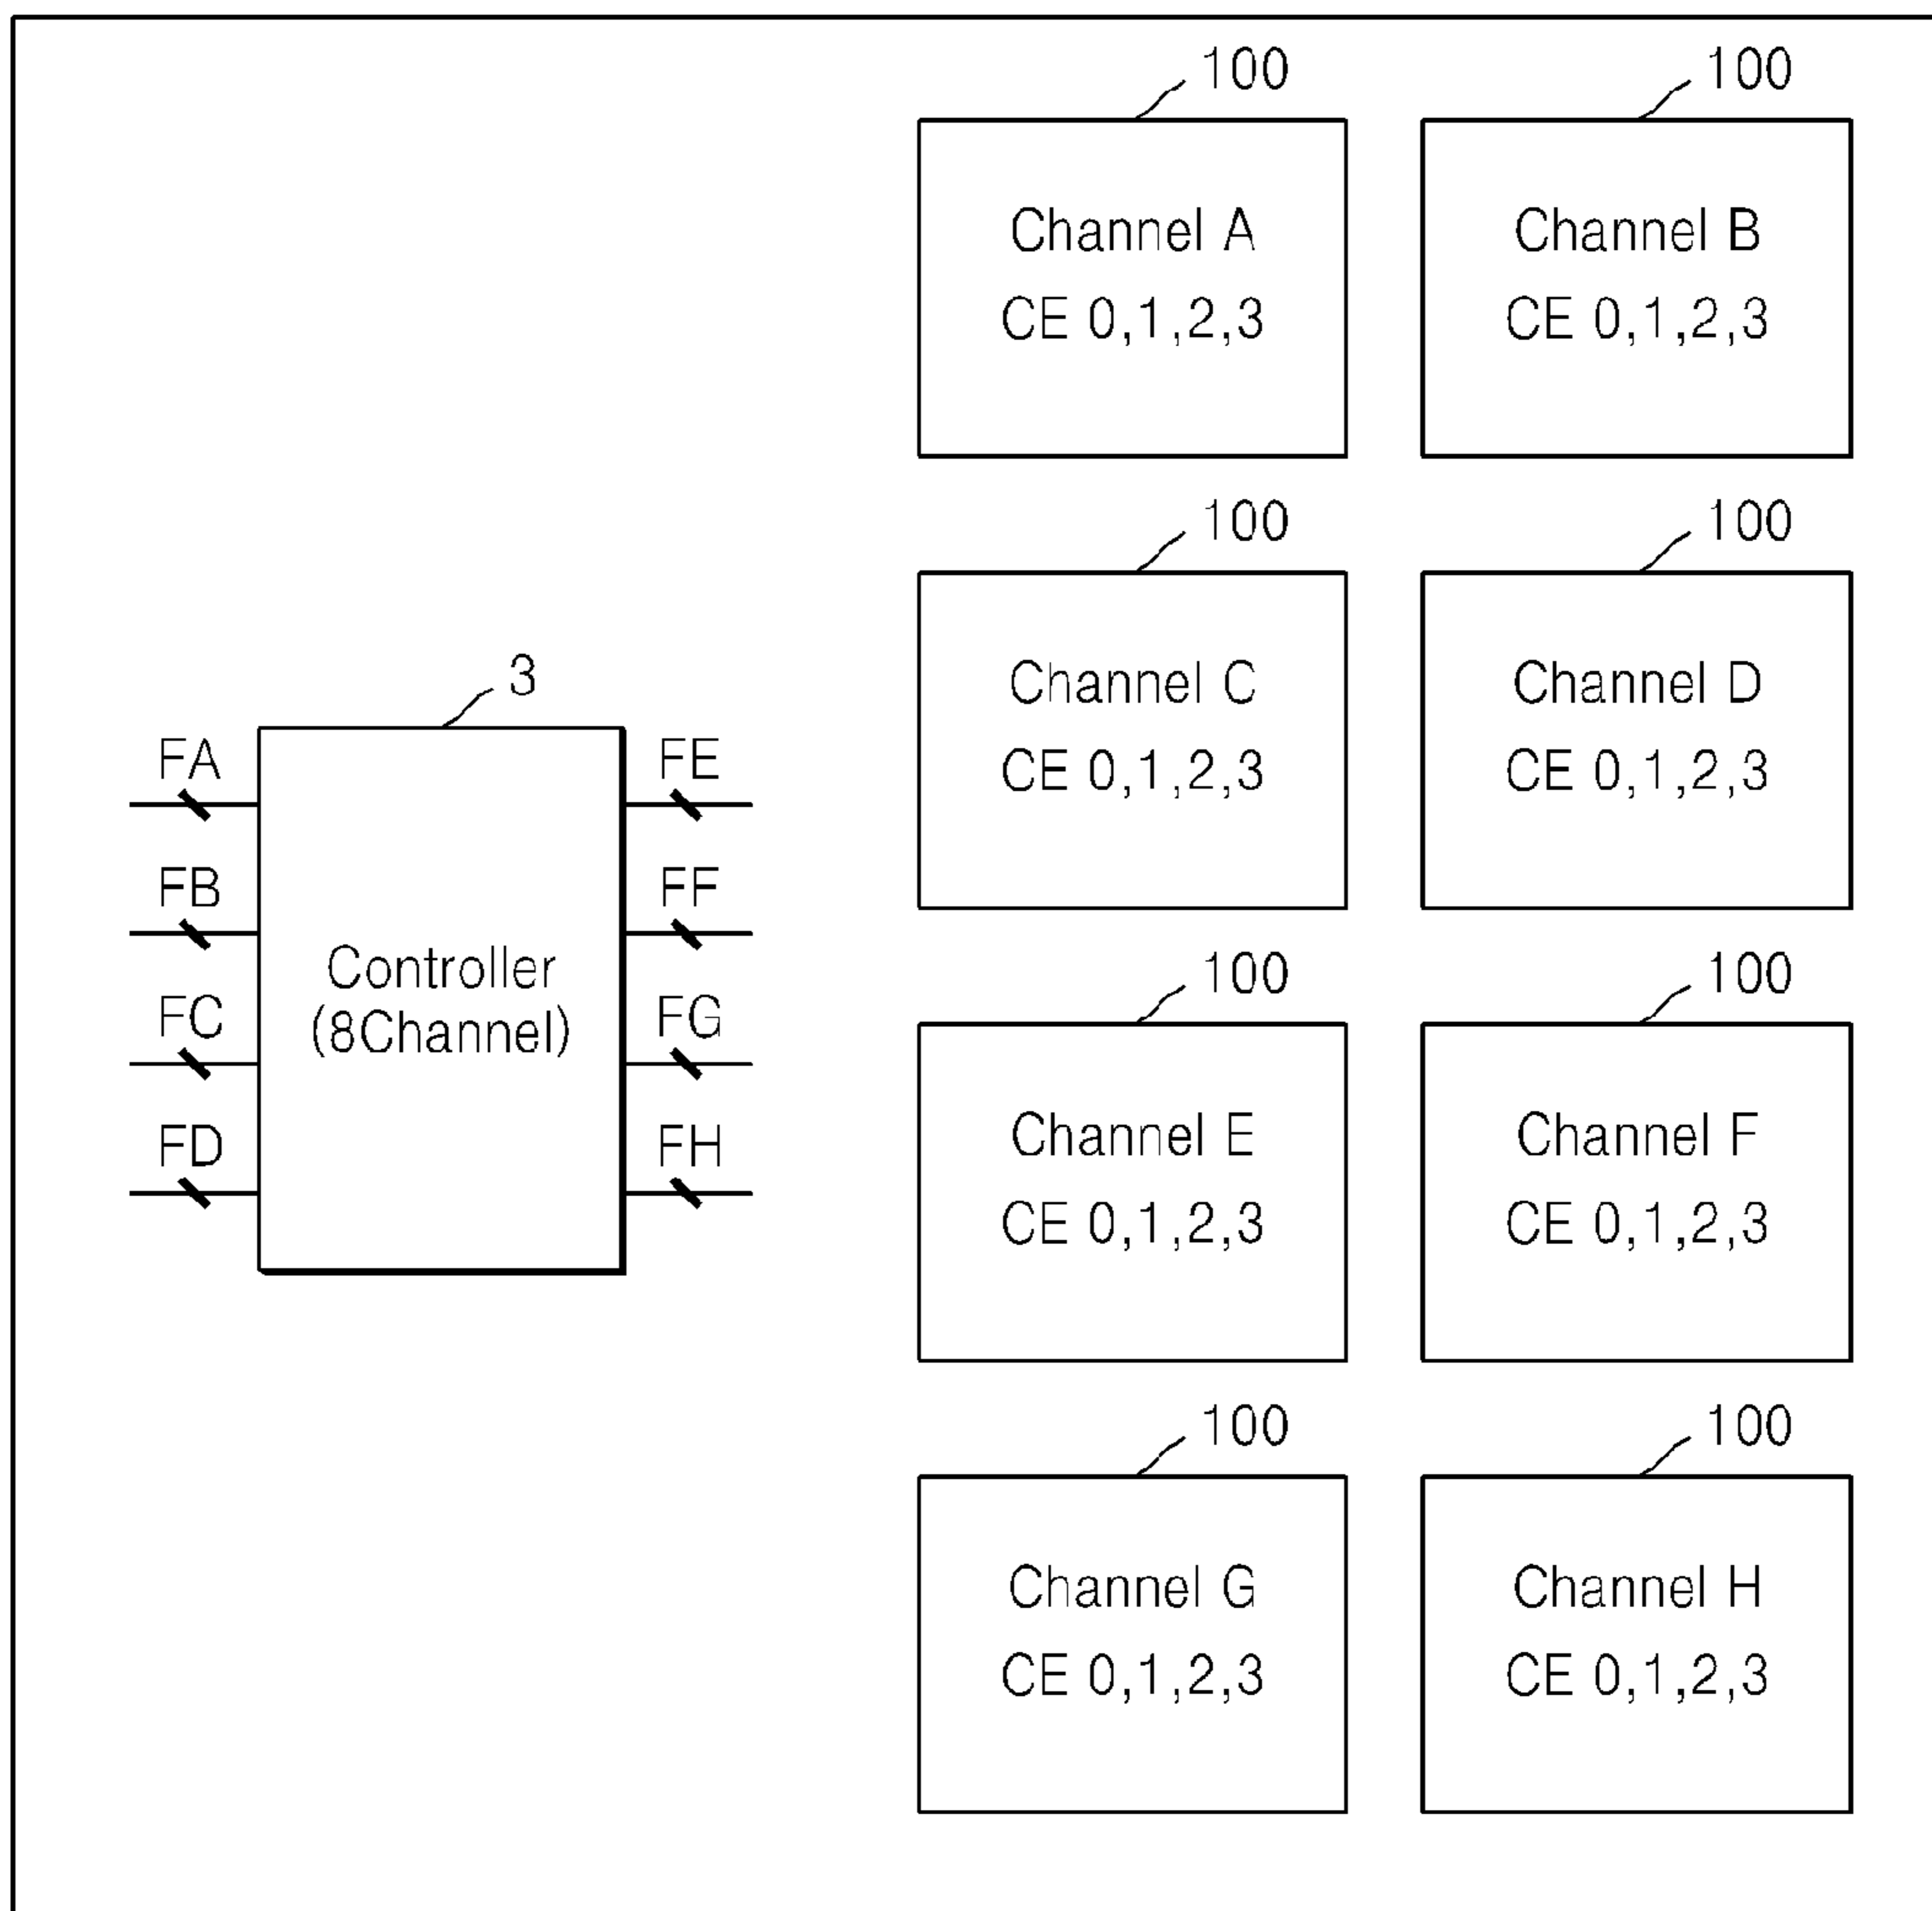 100
100
Channel A
CE 0,1,2,3
Channel B
CE 0,1,2,3
100
100
Channel C
CE 0,1,2,3
Channel D
CE 0,1,2,3
3
FA
FB
FC
FD
Controller
(8Channel)
FE
FF
FG
FH
100
100
Channel E
CE 0,1,2,3
Channel F
CE 0,1,2,3
100
100
Channel G
CE 0,1,2,3
Channel H
CE 0,1,2,3